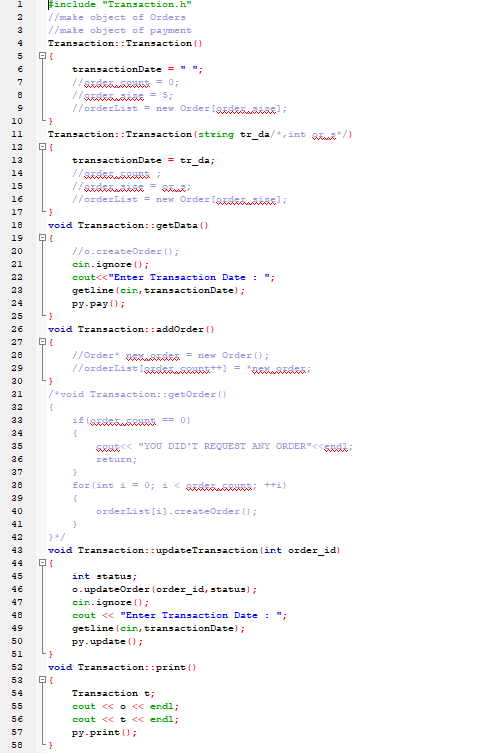 1 #include "Transaction.h"
2 //make object of Orders
3 //make object of payment
4 Transaction::Transaction()
5 {
6 transactionDate = " ";
7 //order_count = 0;
8 //order_size = 5;
9 //orderList = new Order[order_size];
10 }
11 Transaction::Transaction(string tr_da/*,int or_s*/)
12 {
13 transactionDate = tr_da;
14 //order_count ;
15 //order_size = or_s;
16 //orderList = new Order[order_size];
17 }
18 void Transaction::getData()
19 {
20 //o.createOrder();
21 cin.ignore();
22 cout<<"Enter Transaction Date : ";
23 getline(cin,transactionDate);
24 py.pay();
25 }
26 void Transaction::addOrder()
27 {
28 //Order* new_order = new Order();
29 //orderList[order_count++] = *new_order;
30 }
31 /*void Transaction::getOrder()
32 {
33 if(order_count == 0)
34 {
35 cout<< "YOU DID'T REQUEST ANY ORDER"<<endl;
36 return;
37 }
38 for(int i = 0; i < order_count; ++i)
39 {
40 orderList[i].createOrder();
41 }
42 }*/
43 void Transaction::updateTransaction(int order_id)
44 {
45 int status;
46 o.updateOrder(order_id,status);
47 cin.ignore();
48 cout << "Enter Transaction Date : ";
49 getline(cin,transactionDate);
50 py.update();
51 }
52 void Transaction::print()
53 {
54 Transaction t;
55 cout << o << endl;
56 cout << t << endl;
57 py.print();
58 }